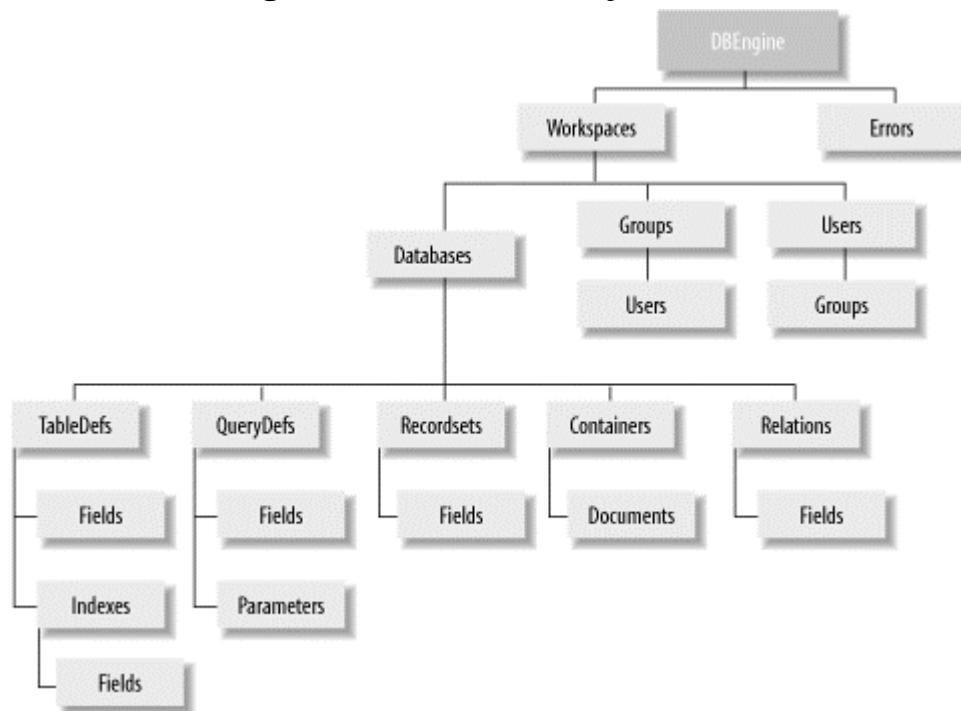 DBEngine
Workspaces
Errors
Databases
Groups
Users
Users
Groups
TableDefs
QueryDefs
Recordsets
Containers
Relations
Fields
Fields
Fields
Documents
Fields
Indexes
Parameters
Fields